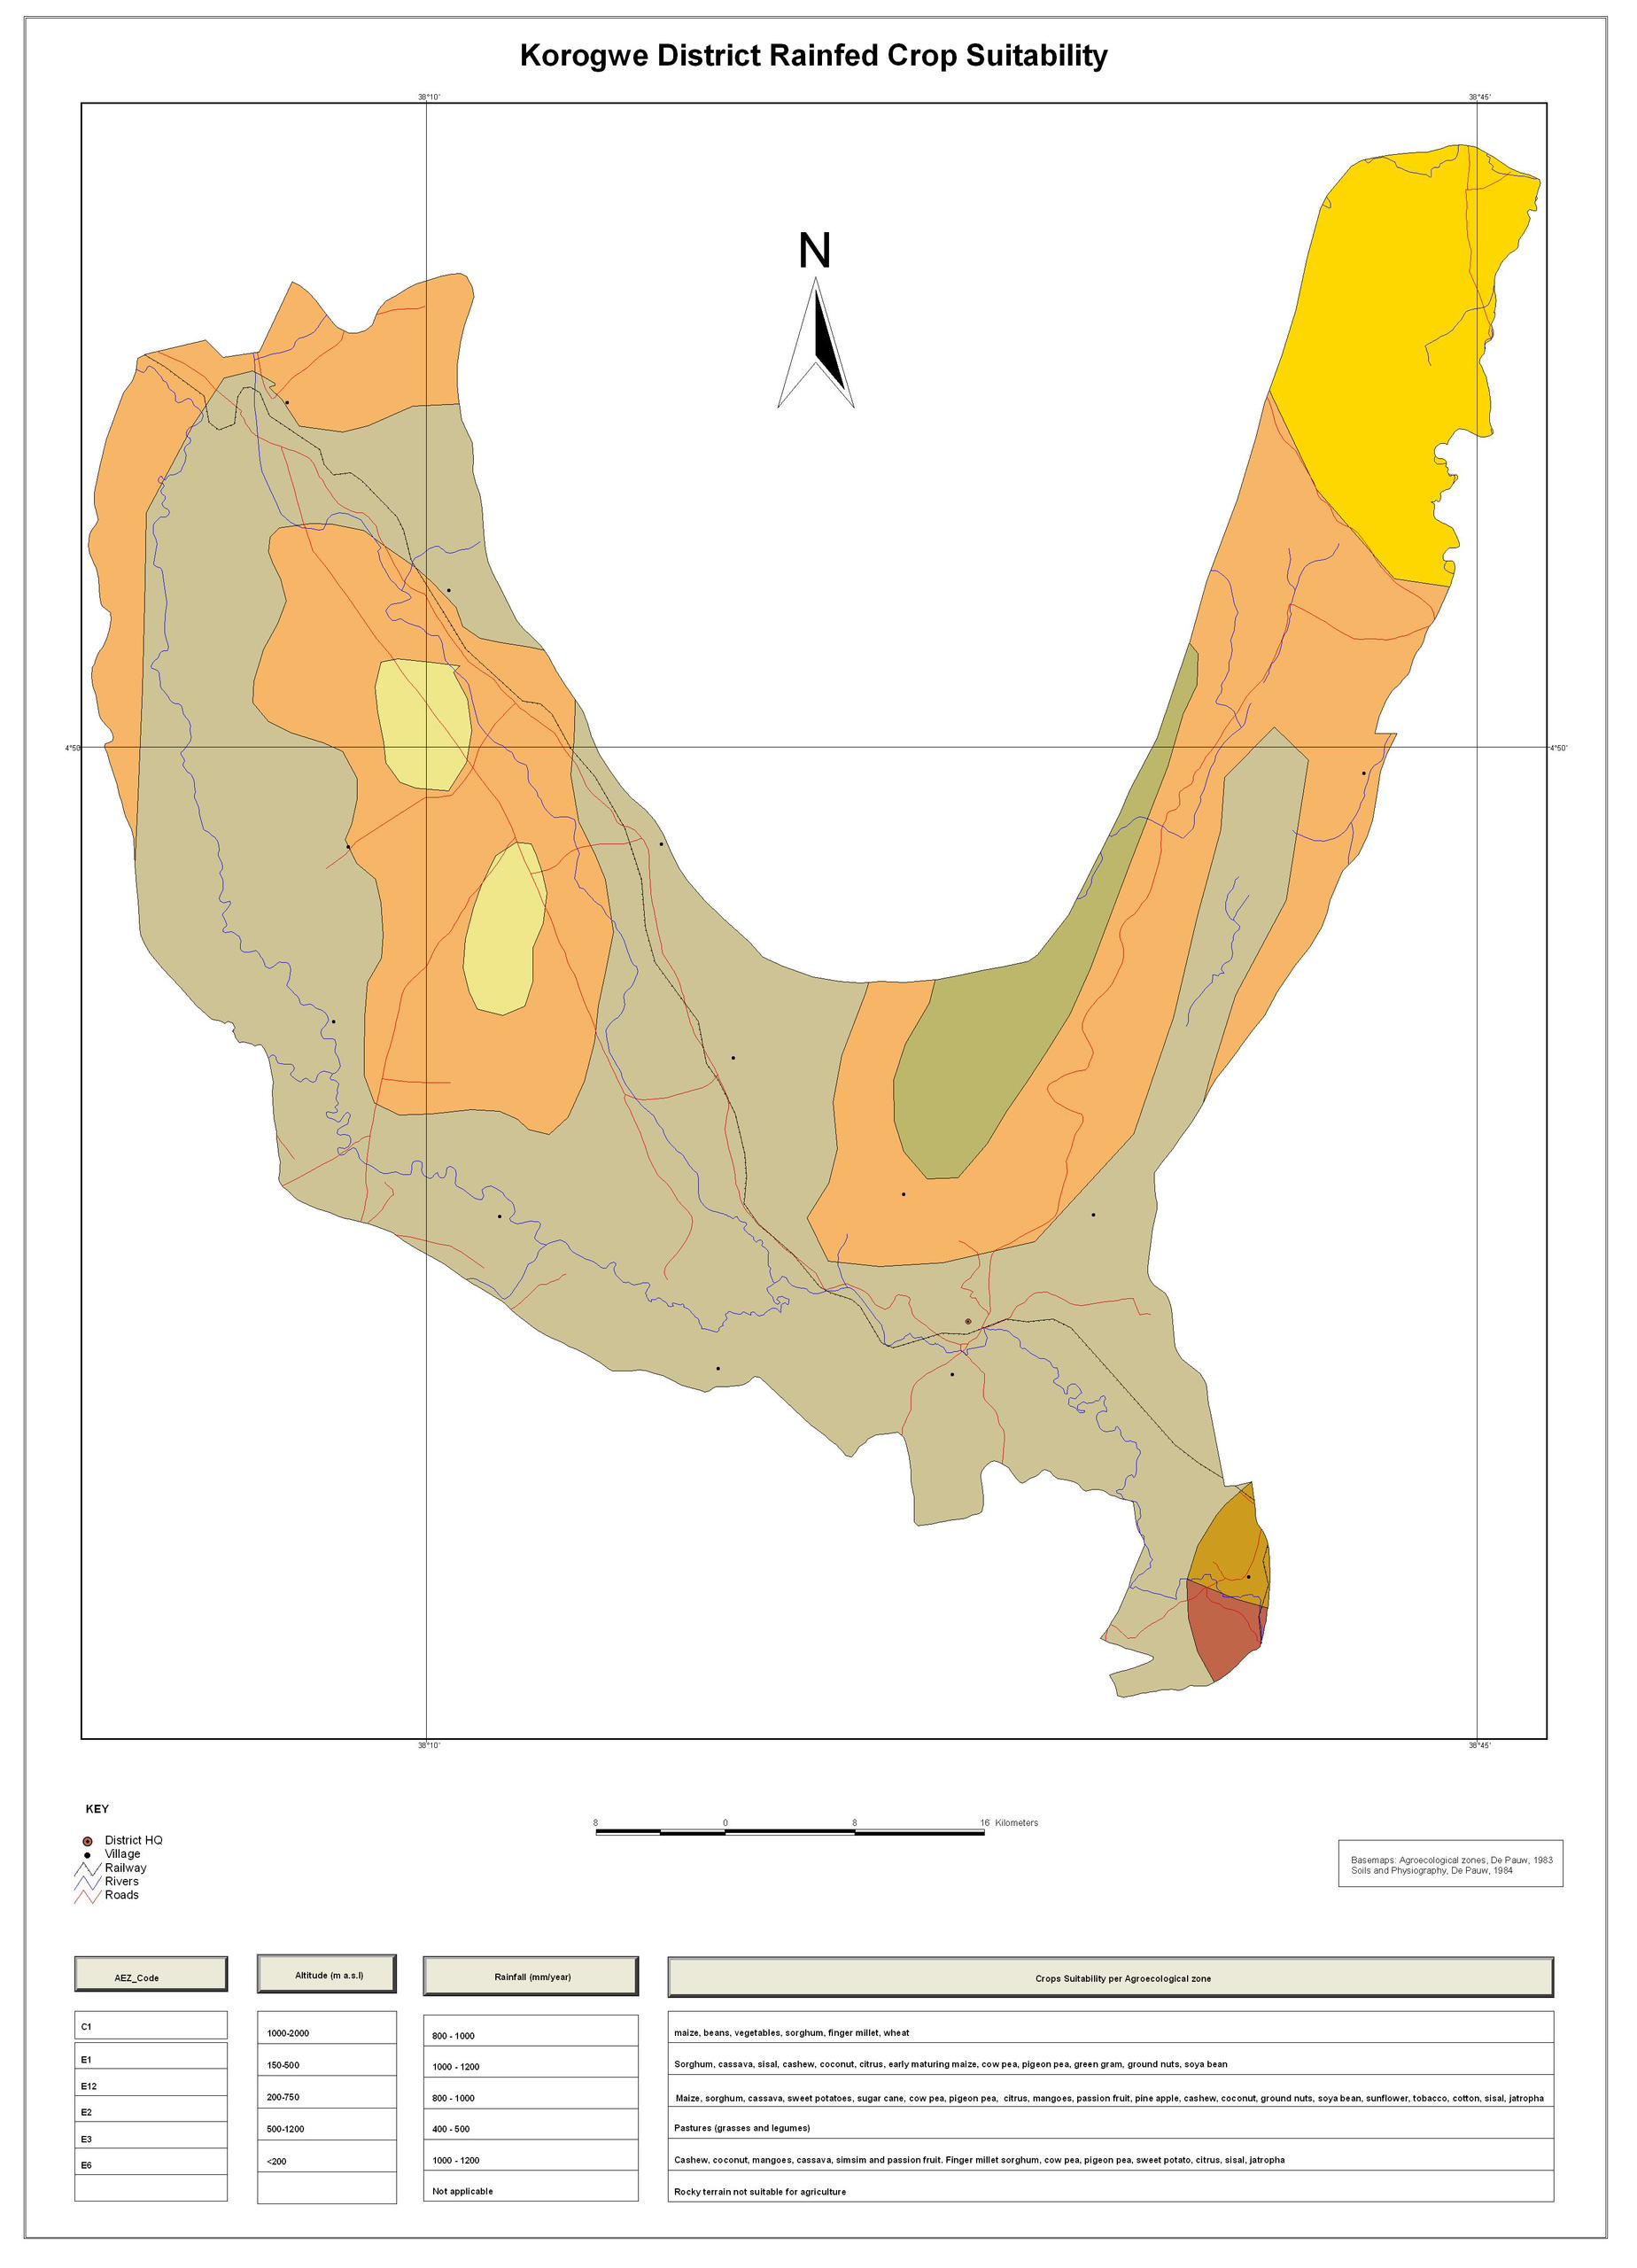 Korogwe District Rainfed Crop Suitability
38°10'
38°45'
N
4°50'
4°50'
38°10'
38°45'
KEY
District HQ
Village
Railway
Rivers
Roads
8 0 8 16 Kilometers
Basemaps: Agroecological zones, De Pauw, 1983
Soils and Physiography, De Pauw, 1984
AEZ_Code Altitude (m a.s.l) Rainfall (mm/year) Crops Suitability per Agroecological zone
C1 1000-2000 800 - 1000 maize, beans, vegetables, sorghum, finger millet, wheat
E1 150-500 1000 - 1200 Sorghum, cassava, sisal, cashew, coconut, citrus, early maturing maize, cow pea, pigeon pea, green gram, ground nuts, soya bean
E12 200-750 800 - 1000 Maize, sorghum, cassava, sweet potatoes, sugar cane, cow pea, pigeon pea, citrus, mangoes, passion fruit, pine apple, cashew, coconut, ground nuts, soya bean, sunflower, tobacco, cotton, sisal, jatropha
E2 500-1200 400 - 500 Pastures (grasses and legumes)
E3 <200 1000 - 1200 Cashew, coconut, mangoes, cassava, simsim and passion fruit. Finger millet sorghum, cow pea, pigeon pea, sweet potato, citrus, sisal, jatropha
E6 Not applicable Rocky terrain not suitable for agriculture